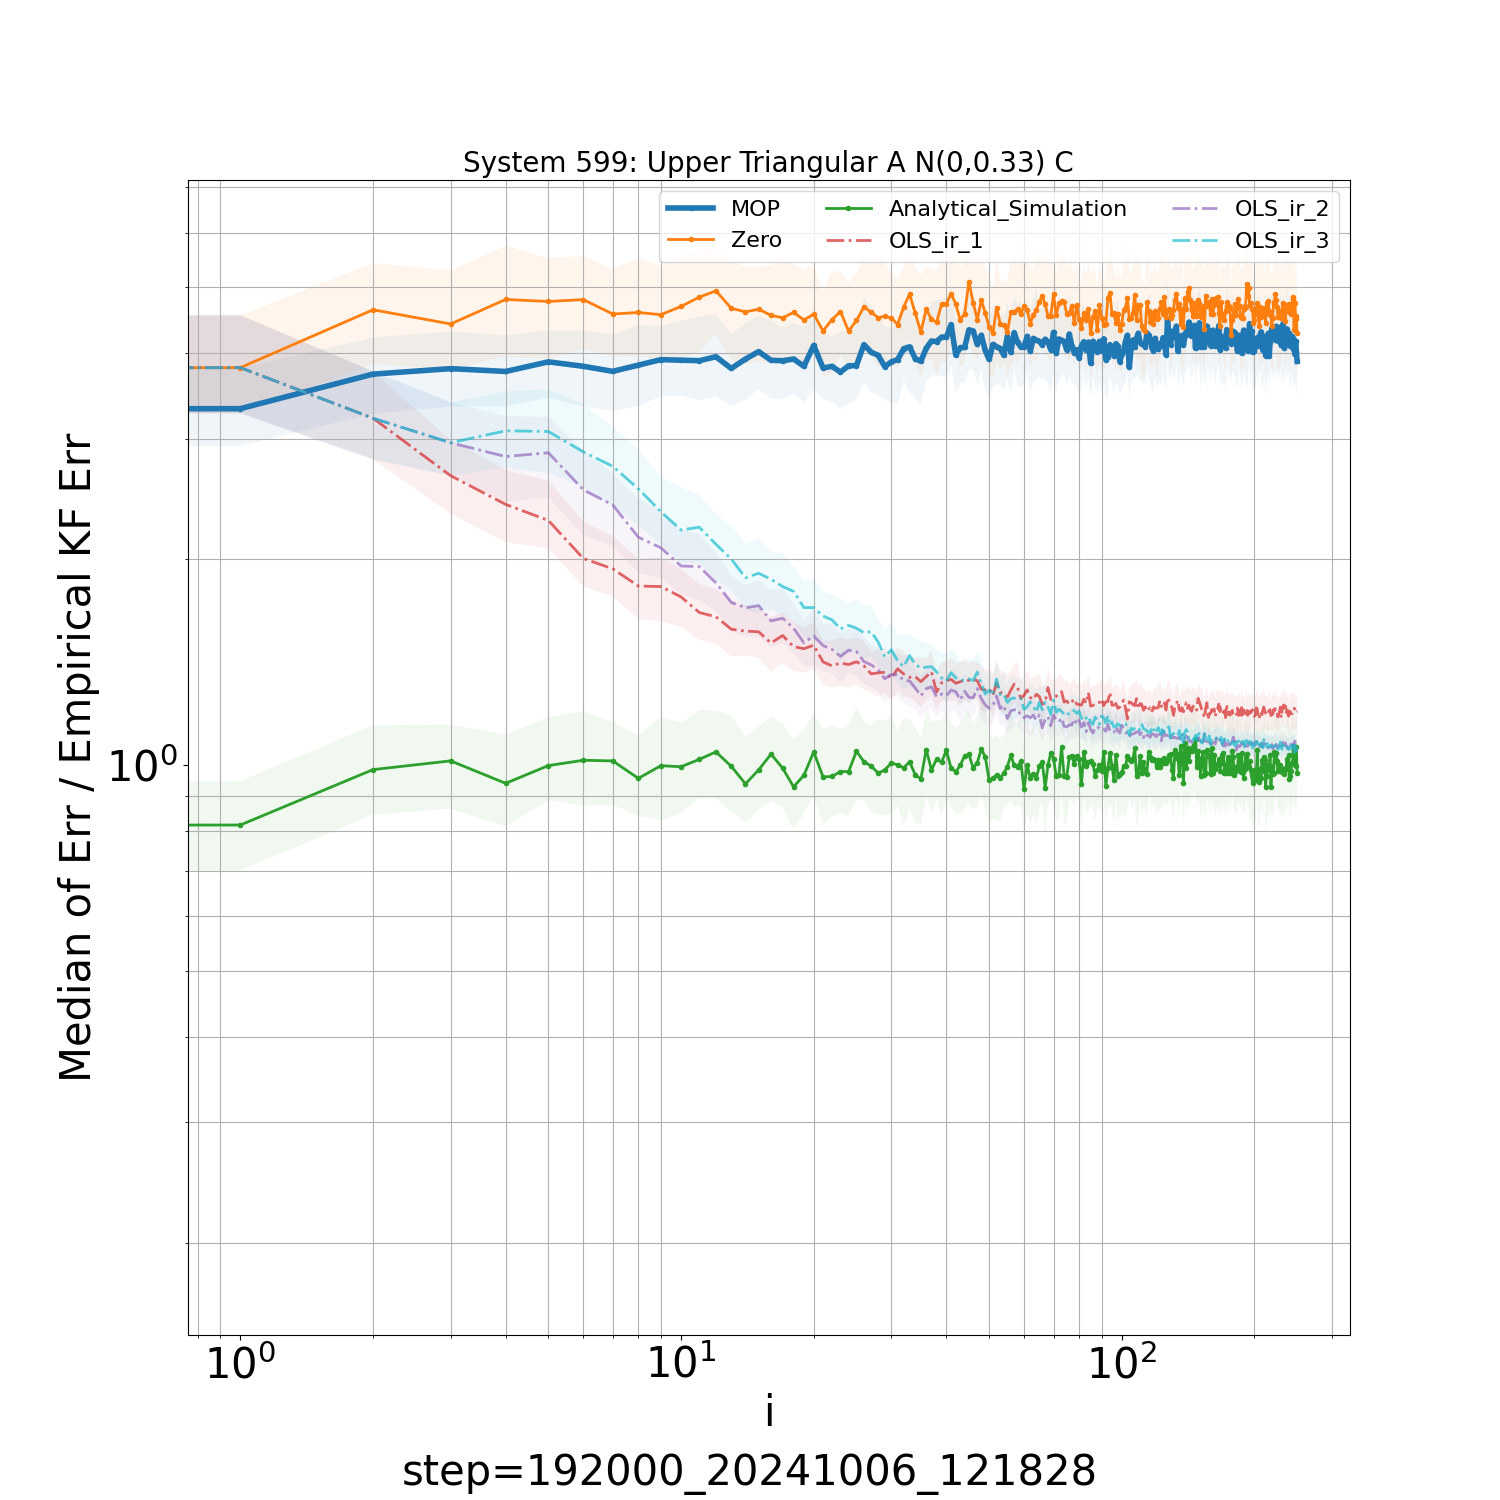 System 599: Upper Triangular A N(0,0.33) C
MOP
Zero
Analytical_Simulation
OLS_ir_1
OLS_ir_2
OLS_ir_3
Median of Err / Empirical KF Err
10⁰
10⁰
10¹
10²
i
step=192000_20241006_121828